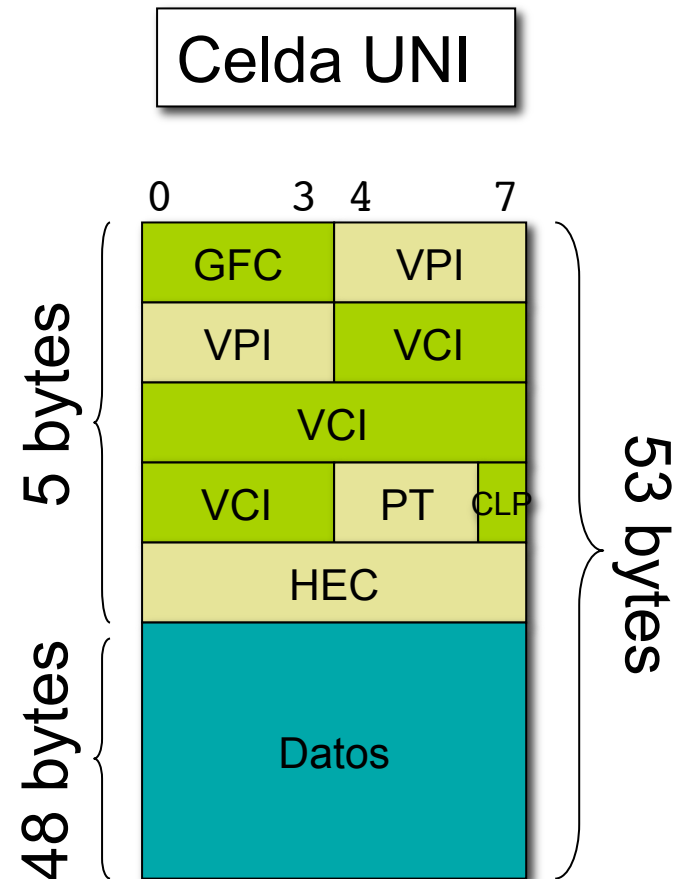 Celda UNI
0 3 4 7
GFC VPI
VPI VCI
VCI
VCI PT CLP
HEC
Datos
5 bytes
48 bytes
53 bytes